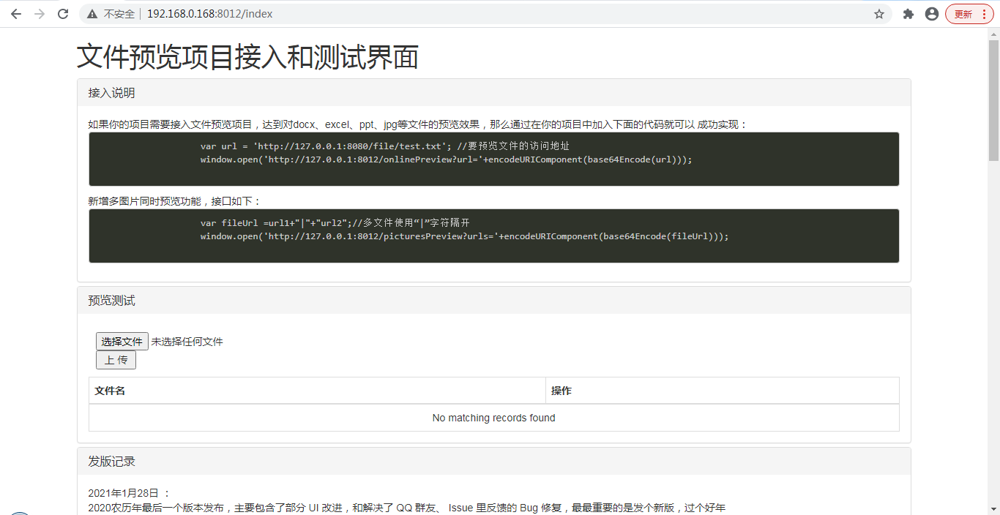 不安全 192.168.0.168:8012/index 更新
文件预览项目接入和测试界面
接入说明
如果你的项目需要接入文件预览项目，达到对docx、excel、ppt、jpg等文件的预览效果，那么通过在你的项目中加入下面的代码就可以 成功实现：
var url = 'http://127.0.0.1:8080/file/test.txt'; //要预览文件的访问地址
window.open('http://127.0.0.1:8012/onlinePreview?url='+encodeURIComponent(base64Encode(url)));
新增多图片同时预览功能，接口如下：
var fileUrl =url1+"|"+"url2";//多文件使用“|”字符隔开
window.open('http://127.0.0.1:8012/picturesPreview?urls='+encodeURIComponent(base64Encode(fileUrl)));
预览测试
选择文件 未选择任何文件
上 传
文件名 操作
No matching records found
发版记录
2021年1月28日 ：
2020农历年最后一个版本发布，主要包含了部分 UI 改进，和解决了 QQ 群友、 Issue 里反馈的 Bug 修复，最最重要的是发个新版，过个好年